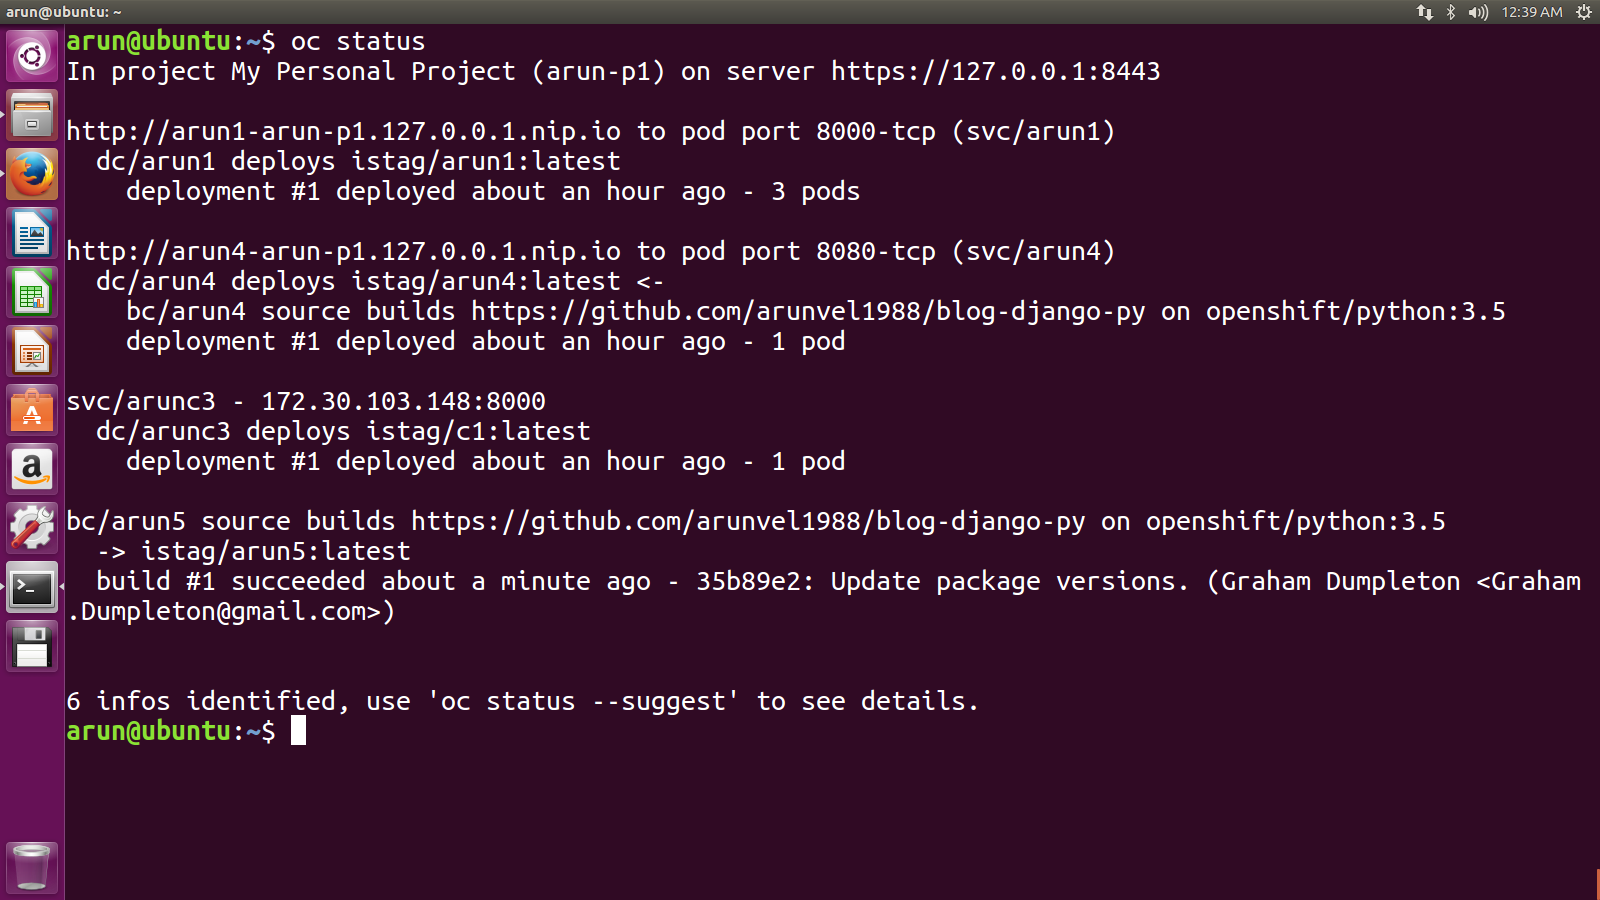 arun@ubuntu: ~
12:39 AM
arun@ubuntu:~$ oc status
In project My Personal Project (arun-p1) on server https://127.0.0.1:8443
http://arun1-arun-p1.127.0.0.1.nip.io to pod port 8000-tcp (svc/arun1)
dc/arun1 deploys istag/arun1:latest
deployment #1 deployed about an hour ago - 3 pods
http://arun4-arun-p1.127.0.0.1.nip.io to pod port 8080-tcp (svc/arun4)
dc/arun4 deploys istag/arun4:latest <-
bc/arun4 source builds https://github.com/arunvel1988/blog-django-py on openshift/python:3.5
deployment #1 deployed about an hour ago - 1 pod
svc/arunc3 - 172.30.103.148:8000
dc/arunc3 deploys istag/c1:latest
deployment #1 deployed about an hour ago - 1 pod
bc/arun5 source builds https://github.com/arunvel1988/blog-django-py on openshift/python:3.5
-> istag/arun5:latest
build #1 succeeded about a minute ago - 35b89e2: Update package versions. (Graham Dumpleton <Graham
.Dumpleton@gmail.com>)
6 infos identified, use 'oc status --suggest' to see details.
arun@ubuntu:~$